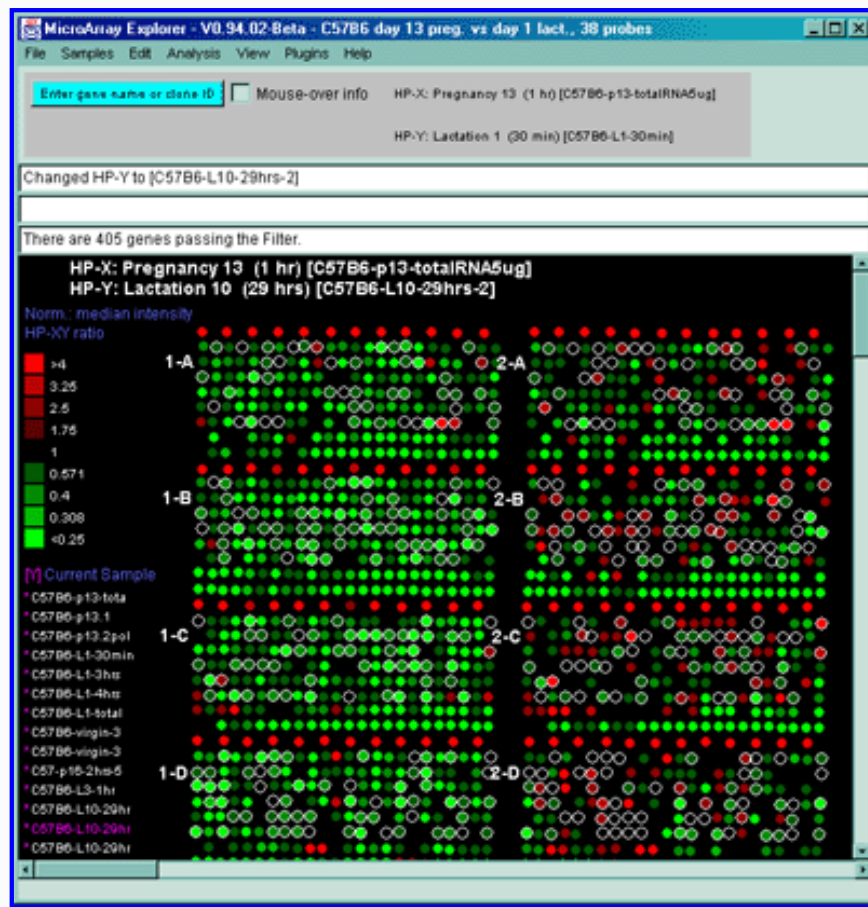 MicroArray Explorer - V0.94.02-Beta - C57B6 day 13 preg. vs day 1 lact., 38 probes
File Samples Edit Analysis View Plugins Help
Enter gene name or clone ID Mouse-over info HP-X: Pregnancy 13 (1 hr) [C57B6-p13-totalRNA5ug]
HP-Y: Lactation 1 (30 min) [C57B6-L1-30min]
Changed HP-Y to [C57B6-L10-29hrs-2]
There are 405 genes passing the Filter.
HP-X: Pregnancy 13 (1 hr) [C57B6-p13-totalRNA5ug]
HP-Y: Lactation 10 (29 hrs) [C57B6-L10-29hrs-2]
Norm.: median intensity
HP-XY ratio
>4
3.25
2.5
1.75
1
0.571
0.4
0.308
<0.25
1-A 2-A
1-B 2-B
1-C 2-C
1-D 2-D
[Y] Current Sample
*C57B6-p13-tota
*C57B6-p13.1
*C57B6-p13.2pol
*C57B6-L1-30min
*C57B6-L1-3hrs
*C57B6-L1-4hrs
*C57B6-L1-total
*C57B6-virgin-3
*C57B6-virgin-3
*C57-p16-2hrs-5
*C57B6-L3-1hr
*C57B6-L10-29hr
*C57B6-L10-29hr
*C57B6-L10-29hr